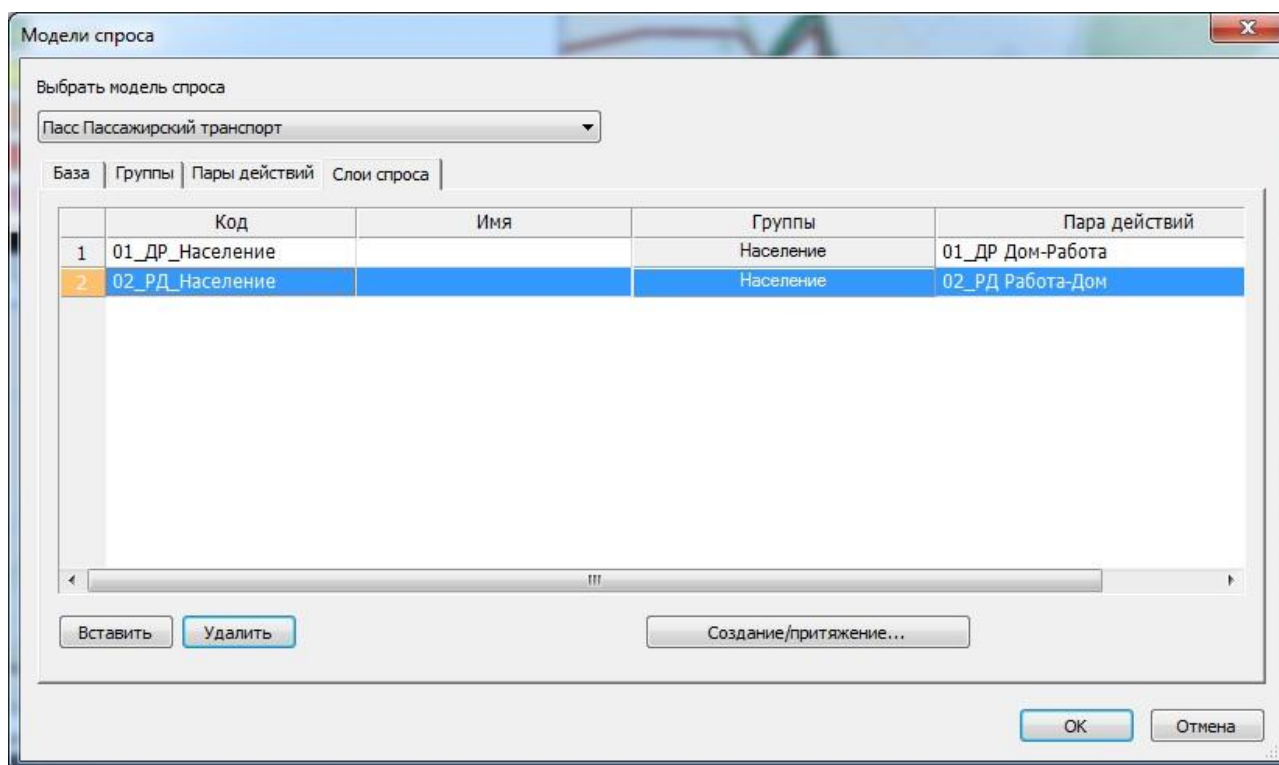 Модели спроса
Выбрать модель спроса
Пасс Пассажирский транспорт
База Группы Пары действий Слои спроса
Код Имя Группы Пара действий
1 01_ДР_Население Население 01_ДР Дом-Работа
2 02_РД_Население Население 02_РД Работа-Дом
Вставить Удалить Создание/притяжение...
OK Отмена